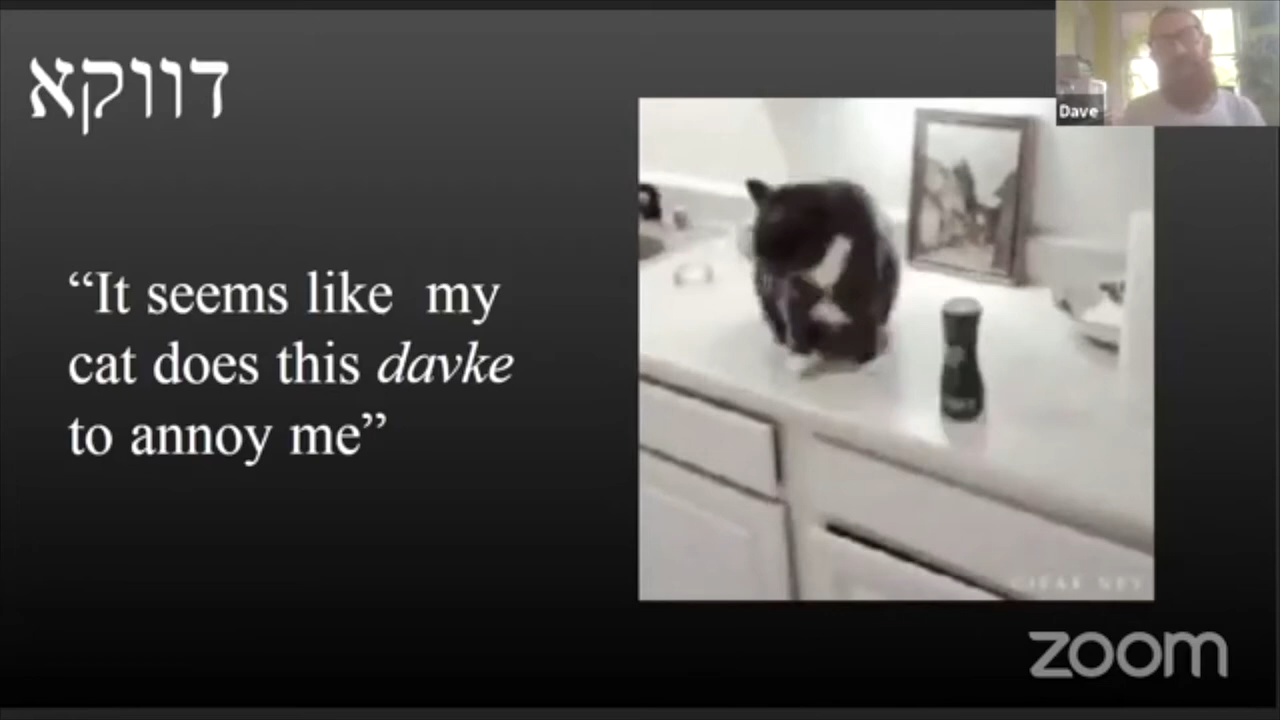 דווקא
Dave
“It seems like my
cat does this davke
to annoy me”
zoom